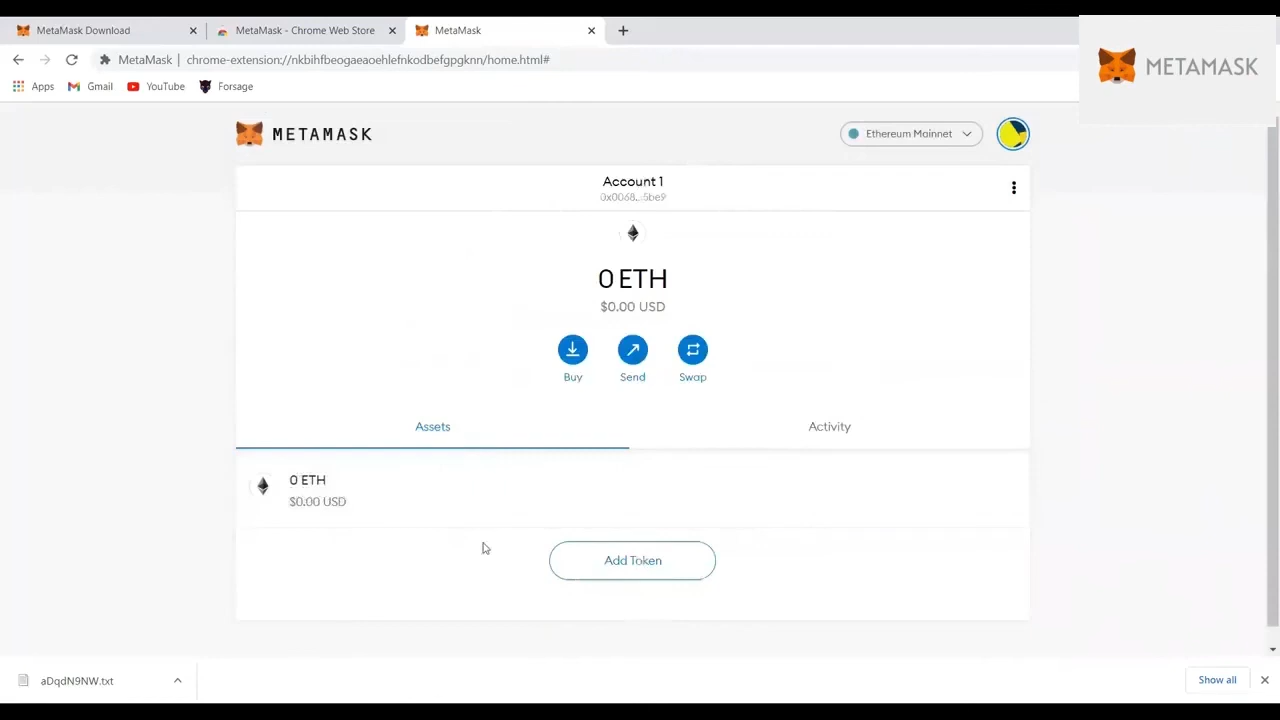 MetaMask Download
MetaMask - Chrome Web Store
MetaMask
MetaMask | chrome-extension://nkbihfbeogaeaoehlefnkodbefgpgknn/home.html#
Apps
Gmail
YouTube
Forsage
METAMASK
METAMASK
Ethereum Mainnet
Account 1
0x0068...5be9
0 ETH
$0.00 USD
Buy
Send
Swap
Assets
Activity
0 ETH
$0.00 USD
Add Token
aDqdN9NW.txt
Show all